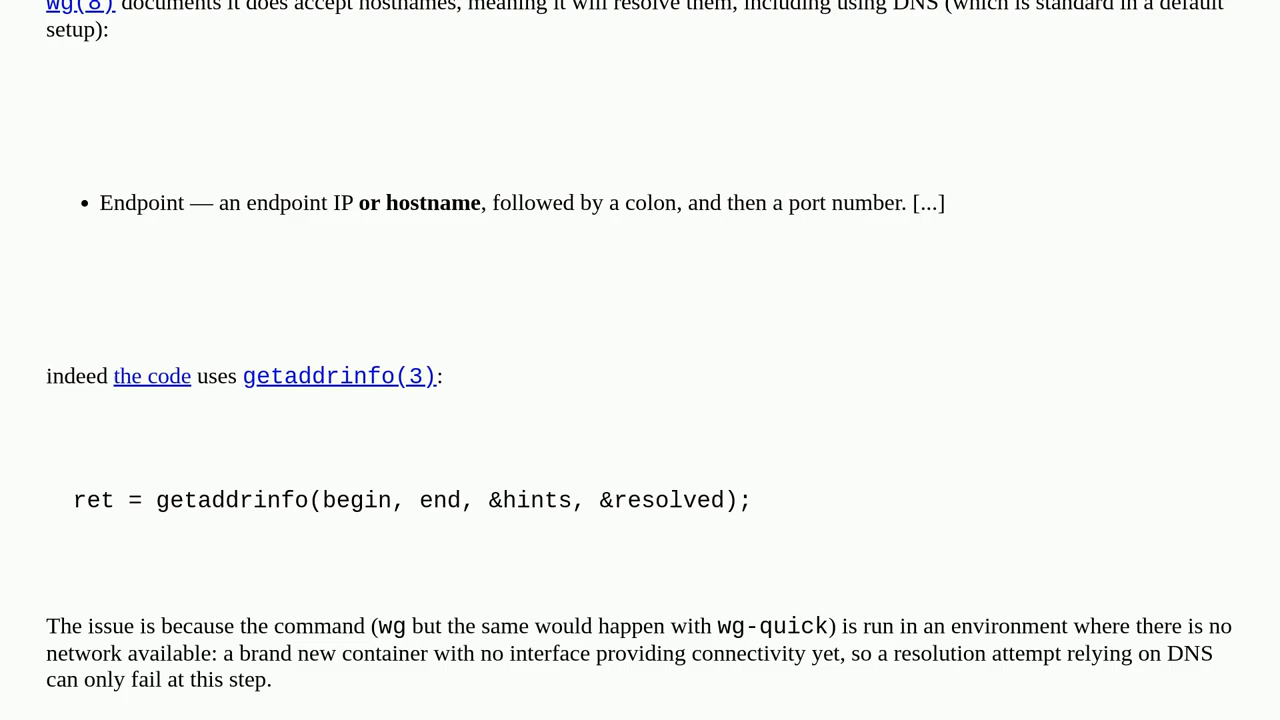 wg(8) documents it does accept hostnames, meaning it will resolve them, including using DNS (which is standard in a default
setup):
• Endpoint — an endpoint IP or hostname, followed by a colon, and then a port number. [...]
indeed the code uses getaddrinfo(3):
ret = getaddrinfo(begin, end, &hints, &resolved);
The issue is because the command (wg but the same would happen with wg-quick) is run in an environment where there is no
network available: a brand new container with no interface providing connectivity yet, so a resolution attempt relying on DNS
can only fail at this step.